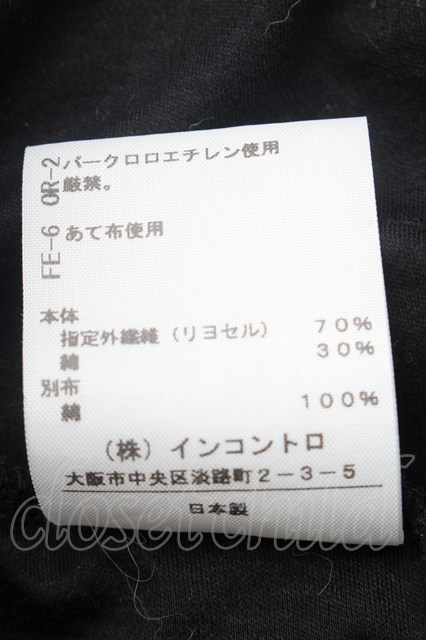 OR-2 パークロロエチレン使用
厳禁。
FE-6 あて布使用
本体
指定外繊維（リヨセル） 70%
綿 30%
別布
綿 100%
（株）インコントロ
大阪市中央区淡路町2-3-5
日本製
closet child